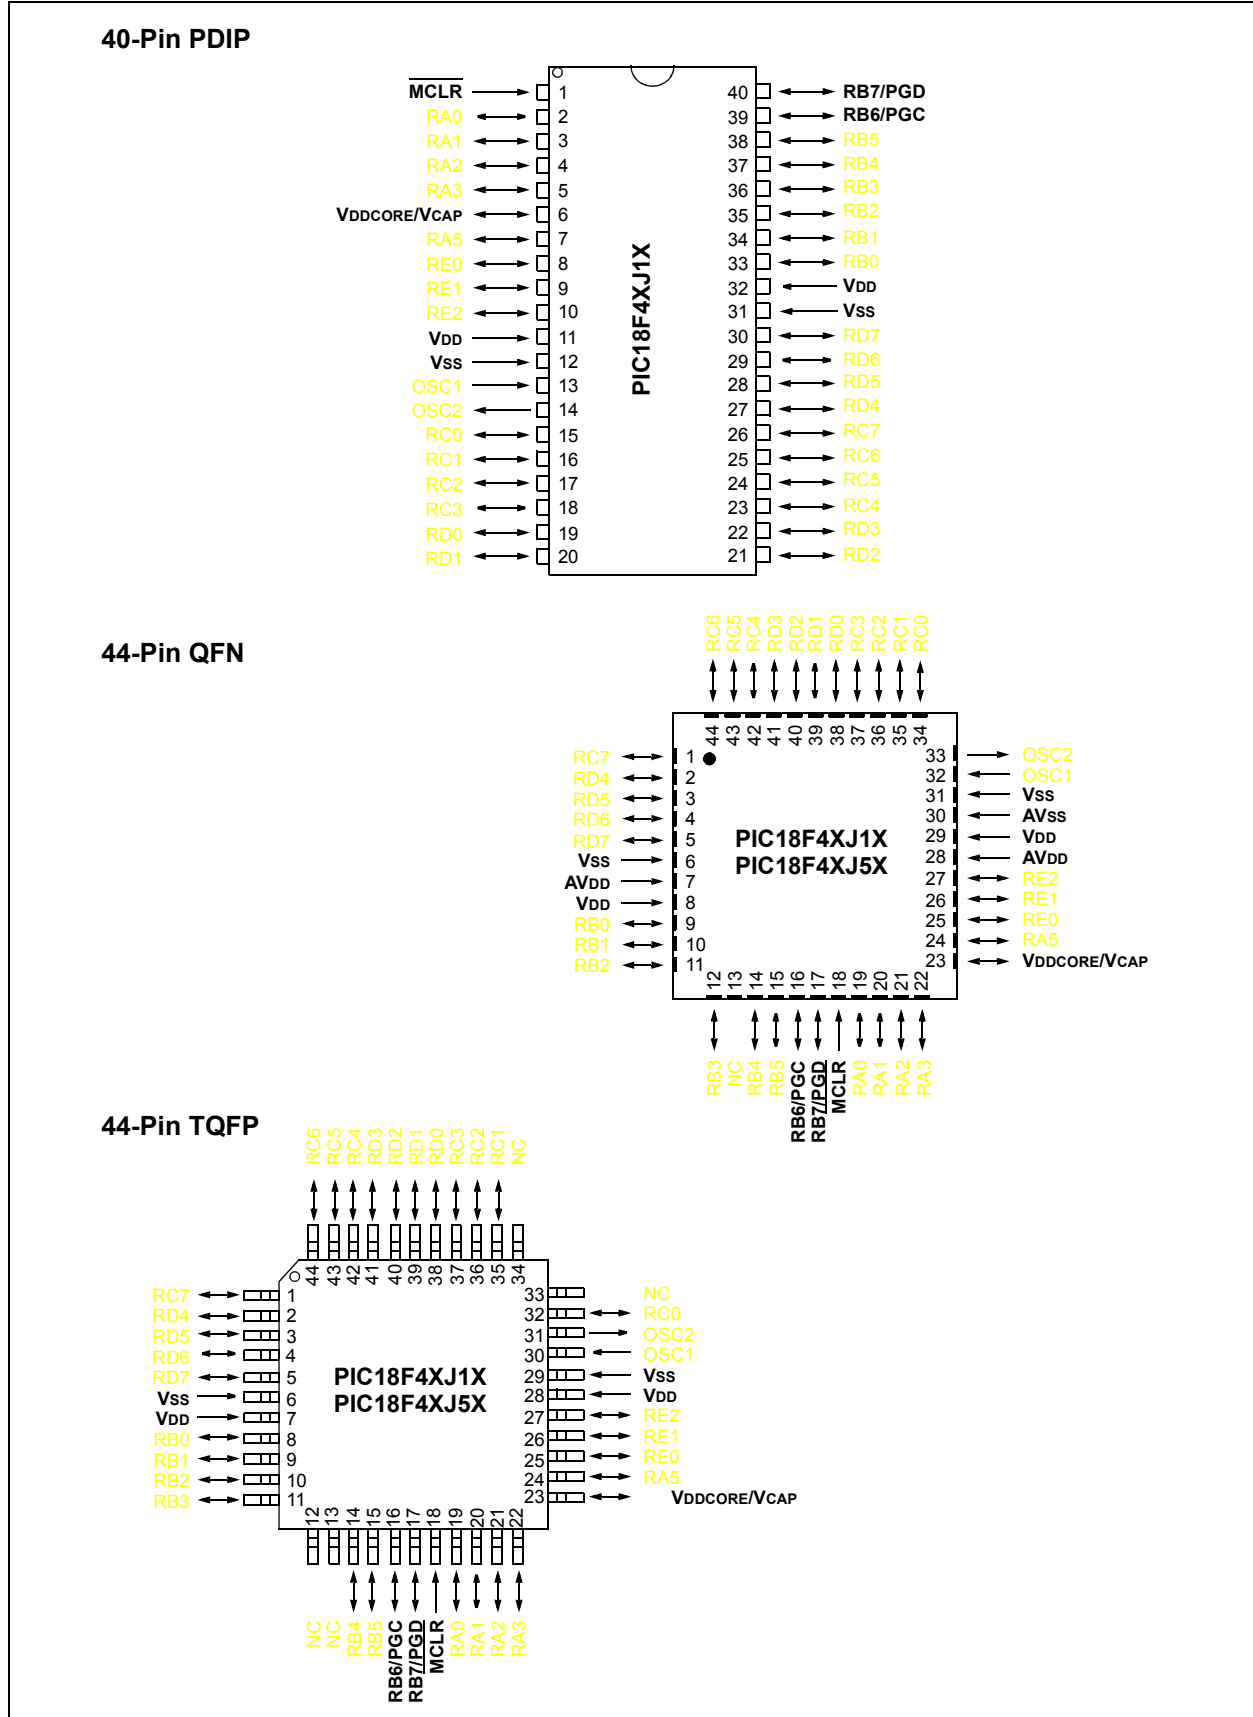 40-Pin PDIP
MCLR 1 40 RB7/PGD
RA0 2 39 RB6/PGC
RA1 3 38 RB5
RA2 4 37 RB4
RA3 5 36 RB3
VDDCORE/VCAP 6 35 RB2
RA5 7 34 RB1
RE0 8 33 RB0
RE1 9 32 VDD
RE2 10 31 VSS
VDD 11 30 RD7
VSS 12 29 RD6
OSC1 13 28 RD5
OSC2 14 27 RD4
RC0 15 26 RC7
RC1 16 25 RC6
RC2 17 24 RC5
RC3 18 23 RC4
RD0 19 22 RD3
RD1 20 21 RD2
PIC18F4XJ1X
44-Pin QFN
RC6 RC5 RC4 RD3 RD2 RD1 RD0 RC3 RC2 RC1 RC0
44 43 42 41 40 39 38 37 36 35 34
RC7 1 33 OSC2
RD4 2 32 OSC1
RD5 3 31 VSS
RD6 4 30 AVSS
RD7 5 29 VDD
VSS 6 28 AVDD
AVDD 7 27 RE2
VDD 8 26 RE1
RB0 9 25 RE0
RB1 10 24 RA5
RB2 11 23 VDDCORE/VCAP
PIC18F4XJ1X
PIC18F4XJ5X
12 13 14 15 16 17 18 19 20 21 22
RB3 NC RB4 RB5 RB6/PGC RB7/PGD MCLR RA0 RA1 RA2 RA3
44-Pin TQFP
RC6 RC5 RC4 RD3 RD2 RD1 RD0 RC3 RC2 RC1 NC
44 43 42 41 40 39 38 37 36 35 34
RC7 1 33 NC
RD4 2 32 RC0
RD5 3 31 OSC2
RD6 4 30 OSC1
RD7 5 29 VSS
VSS 6 28 VDD
VDD 7 27 RE2
RB0 8 26 RE1
RB1 9 25 RE0
RB2 10 24 RA5
RB3 11 23 VDDCORE/VCAP
PIC18F4XJ1X
PIC18F4XJ5X
12 13 14 15 16 17 18 19 20 21 22
NC NC RB4 RB5 RB6/PGC RB7/PGD MCLR RA0 RA1 RA2 RA3